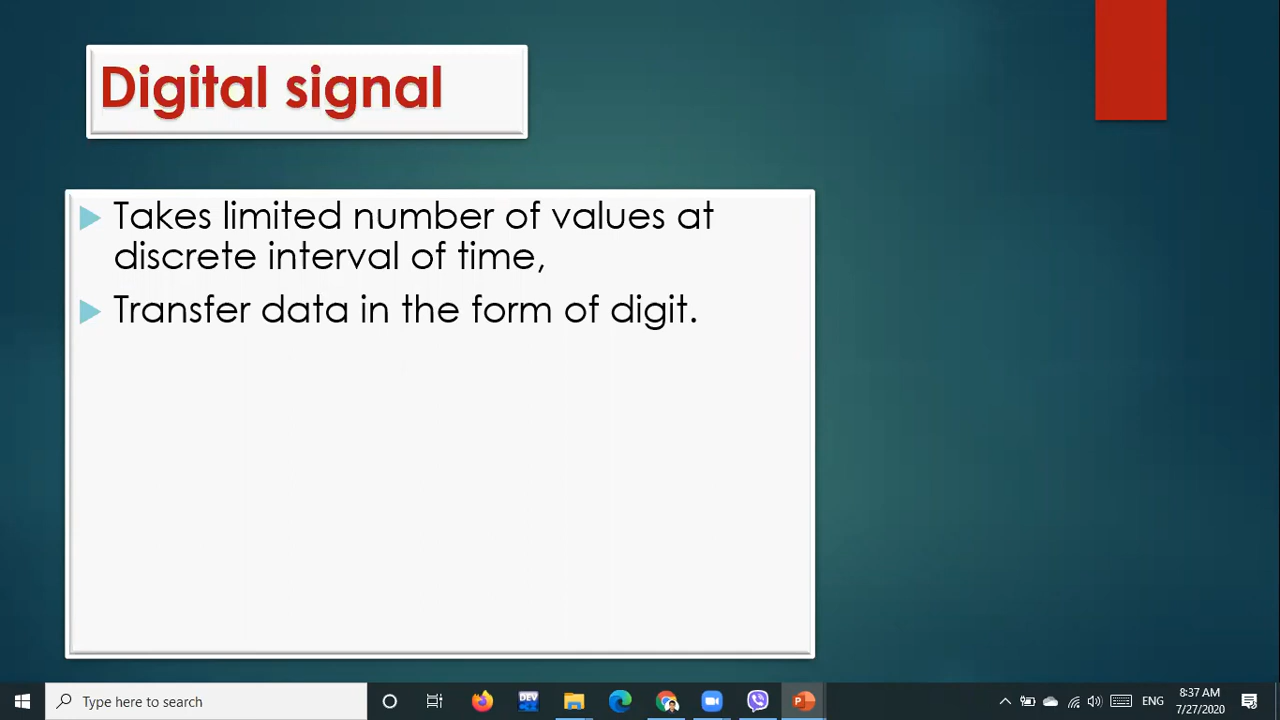 Digital signal
Takes limited number of values at
discrete interval of time,
Transfer data in the form of digit.
DEV
Type here to search
ENG
8:37 AM
7/27/2020